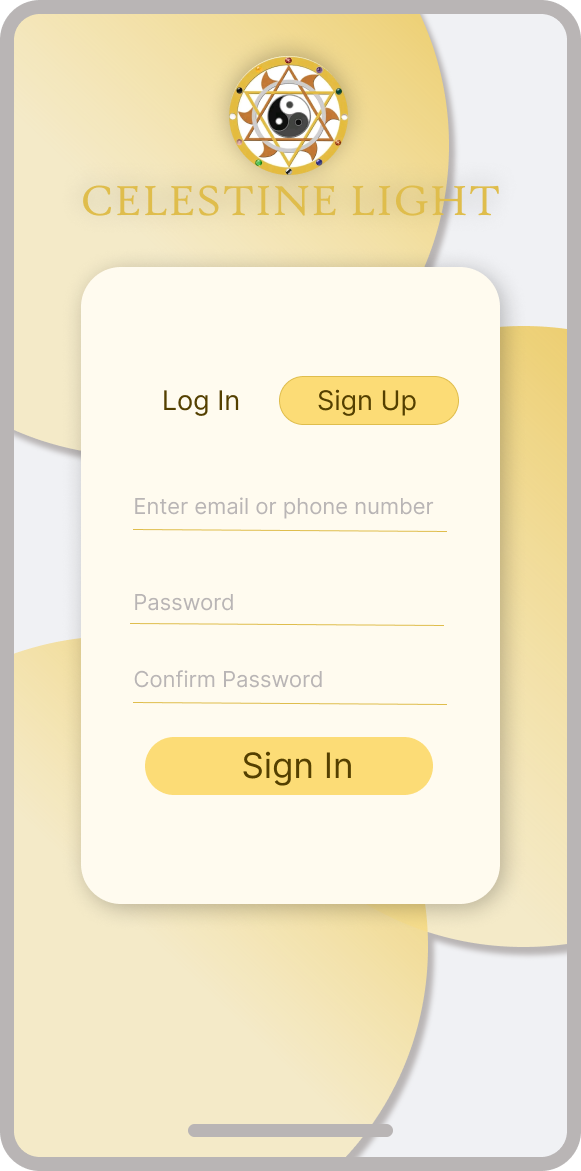 CELESTINE LIGHT
Log In Sign Up
Enter email or phone number
Password
Confirm Password
Sign In